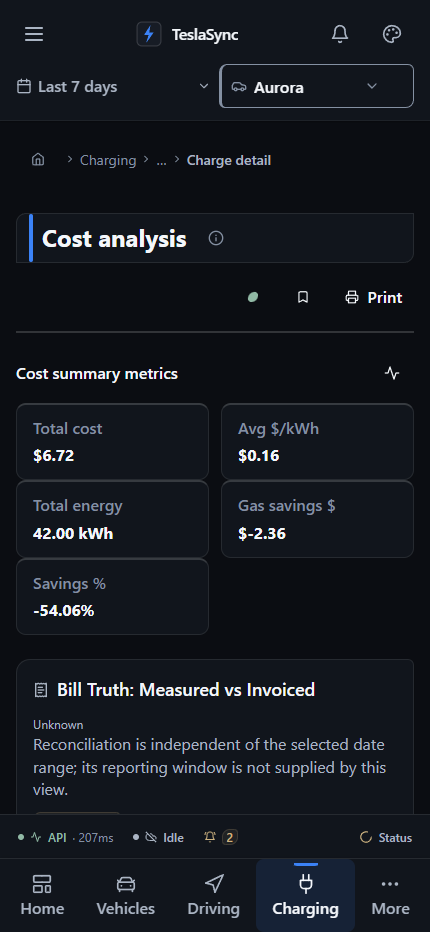 TeslaSync
Last 7 days
Aurora
Charging ... Charge detail
Cost analysis
Print
Cost summary metrics
Total cost
$6.72
Avg $/kWh
$0.16
Total energy
42.00 kWh
Gas savings $
$-2.36
Savings %
-54.06%
Bill Truth: Measured vs Invoiced
Unknown
Reconciliation is independent of the selected date
range; its reporting window is not supplied by this
view.
API · 207ms
Idle
2
Status
Home
Vehicles
Driving
Charging
More